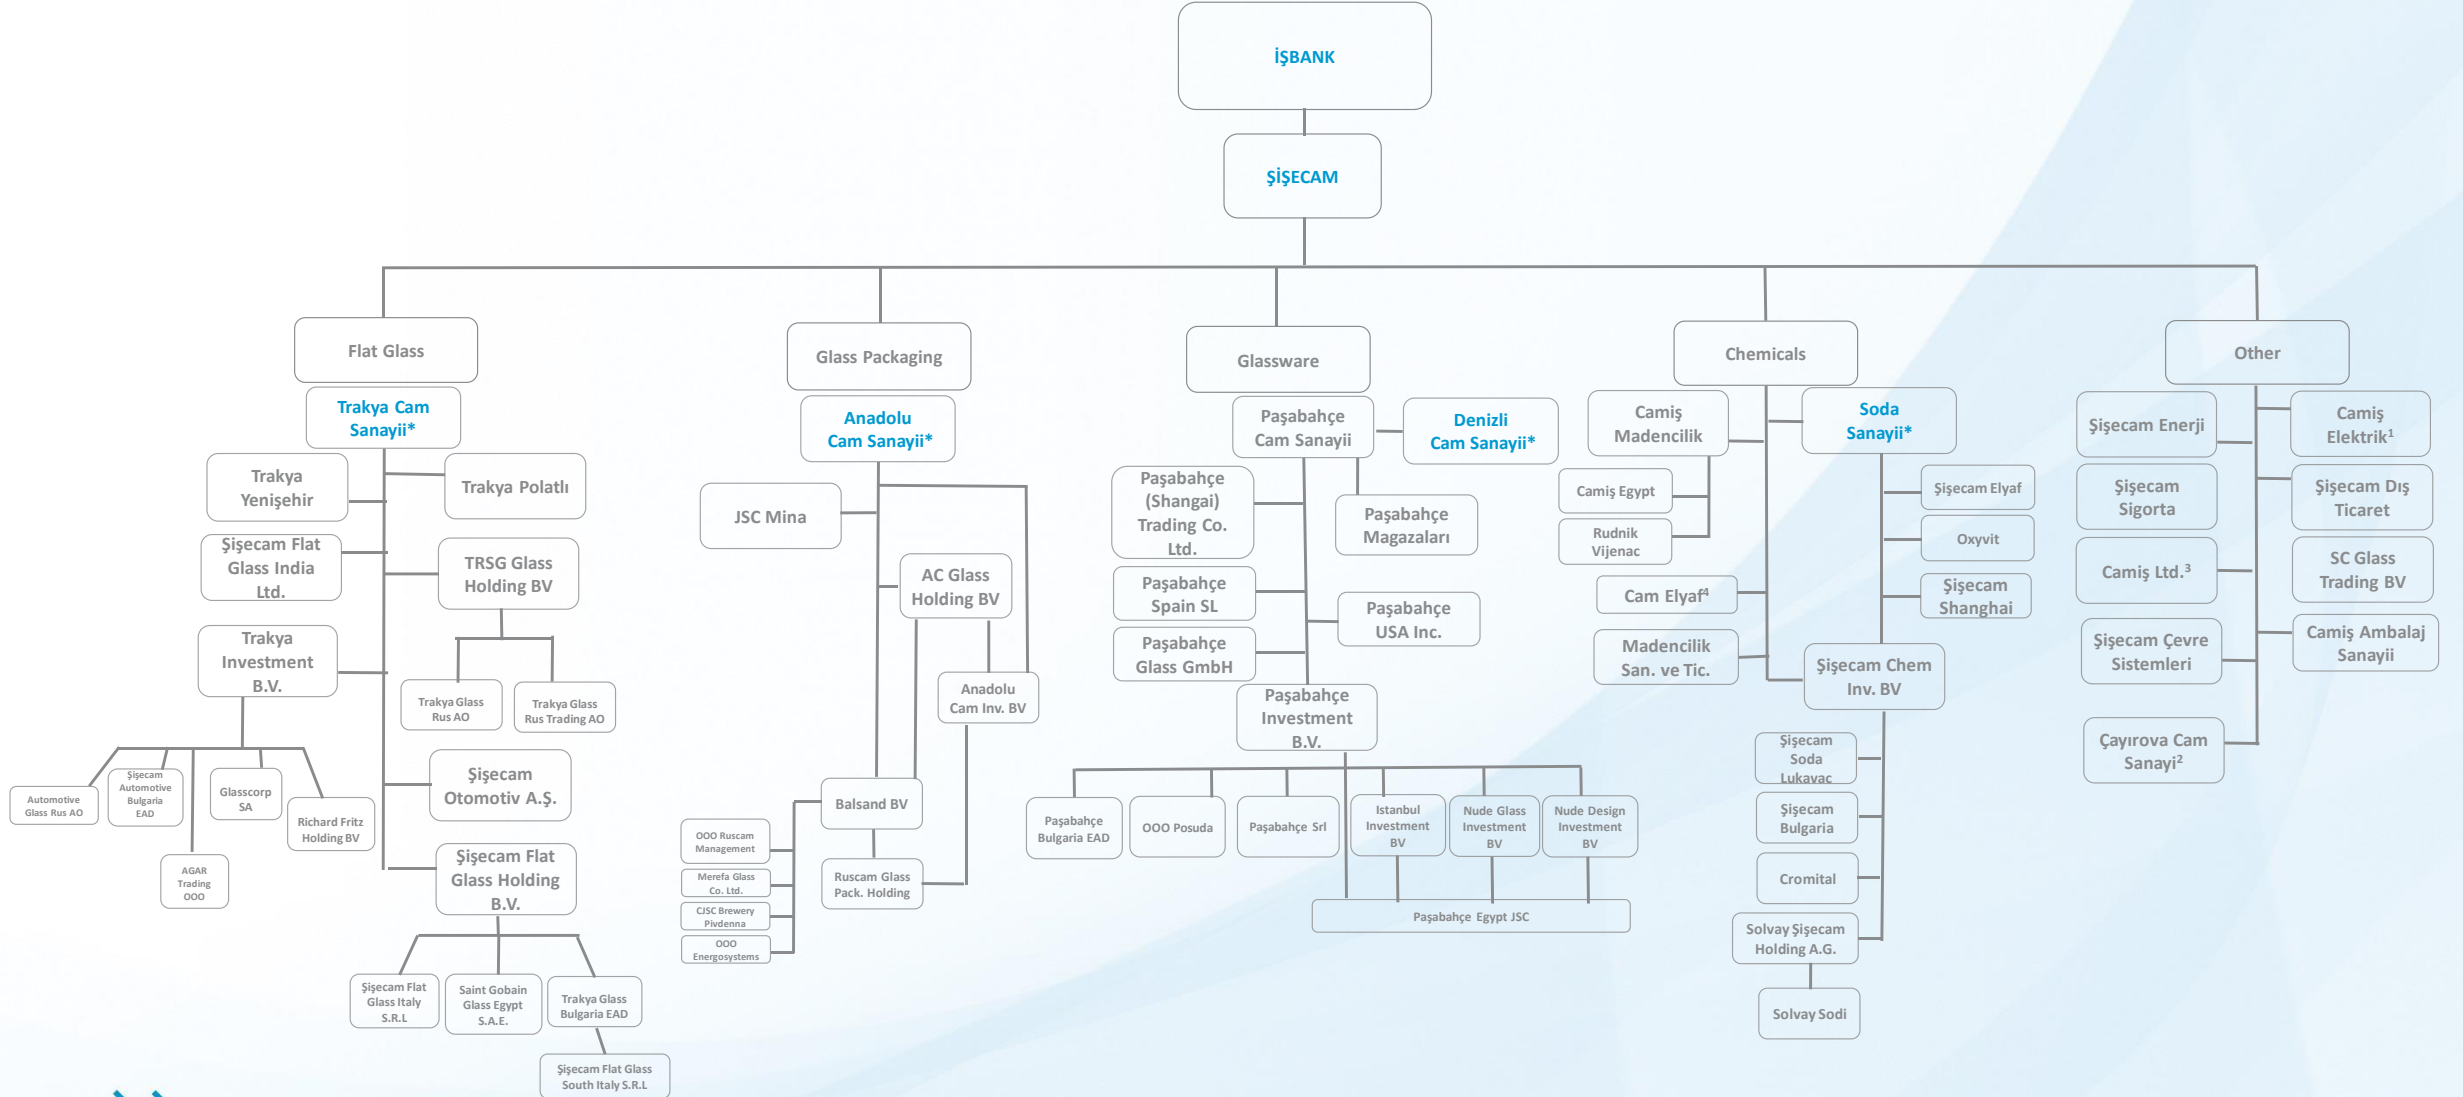 İŞBANK
ŞİŞECAM
Flat Glass
Trakya Cam
Sanayii*
Trakya
Yenişehir
Trakya Polatlı
Şişecam Flat
Glass India
Ltd.
TRSG Glass
Holding BV
Trakya
Investment
B.V.
Trakya Glass
Rus AO
Trakya Glass
Rus Trading AO
Automotive
Glass Rus AO
Şişecam
Automotive
Bulgaria
EAD
AGAR
Trading
OOO
Glasscorp
SA
Richard Fritz
Holding BV
Şişecam
Otomotiv A.Ş.
Şişecam Flat
Glass Holding
B.V.
Şişecam Flat
Glass Italy
S.R.L
Saint Gobain
Glass Egypt
S.A.E.
Trakya Glass
Bulgaria EAD
Şişecam Flat Glass
South Italy S.R.L
Glass Packaging
Anadolu
Cam Sanayii*
JSC Mina
AC Glass
Holding BV
Anadolu
Cam Inv. BV
Balsand BV
OOO Ruscam
Management
Merefa Glass
Co. Ltd.
CJSC Brewery
Pivdenna
OOO
Energosystems
Ruscam Glass
Pack. Holding
Glassware
Paşabahçe
Cam Sanayii
Denizli
Cam Sanayii*
Paşabahçe
(Shangai)
Trading Co.
Ltd.
Paşabahçe
Magazaları
Paşabahçe
Spain SL
Paşabahçe
USA Inc.
Paşabahçe
Glass GmbH
Paşabahçe
Investment
B.V.
Paşabahçe
Bulgaria EAD
OOO Posuda
Paşabahçe Srl
Istanbul
Investment
BV
Nude Glass
Investment
BV
Nude Design
Investment
BV
Paşabahçe Egypt JSC
Chemicals
Camiş
Madencilik
Soda
Sanayii*
Camiş Egypt
Rudnik
Vijenac
Şişecam Elyaf
Oxyvit
Şişecam
Shanghai
Cam Elyaf⁴
Madencilik
San. ve Tic.
Şişecam Chem
Inv. BV
Şişecam
Soda
Lukavac
Şişecam
Bulgaria
Cromital
Solvay Şişecam
Holding A.G.
Solvay Sodi
Other
Şişecam Enerji
Camiş
Elektrik¹
Şişecam
Sigorta
Şişecam Dış
Ticaret
Camiş Ltd.³
SC Glass
Trading BV
Şişecam Çevre
Sistemleri
Camiş Ambalaj
Sanayii
Çayırova Cam
Sanayi²